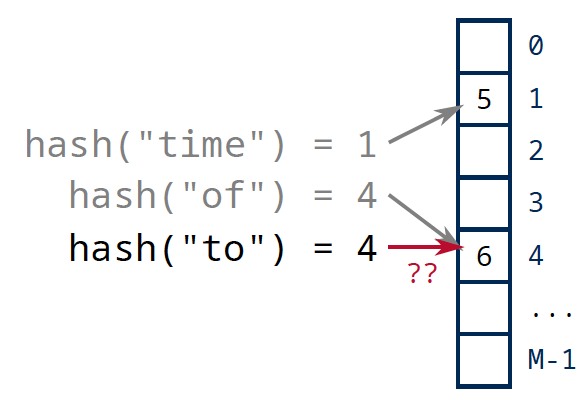 0
5 1
2
hash("time") = 1
hash("of") = 4
3
hash("to") = 4
6 4
??
...
M-1